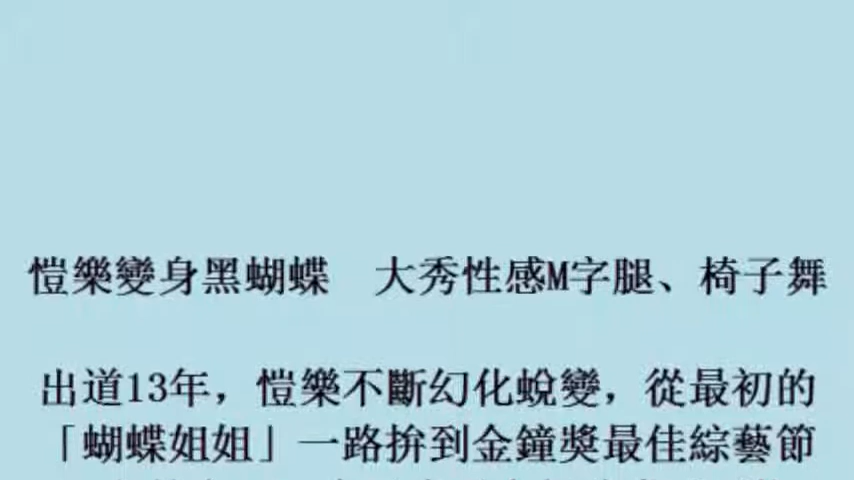 愷樂變身黑蝴蝶　大秀性感M字腿、椅子舞
出道13年，愷樂不斷幻化蛻變，從最初的
「蝴蝶姐姐」一路拚到金鐘獎最佳綜藝節